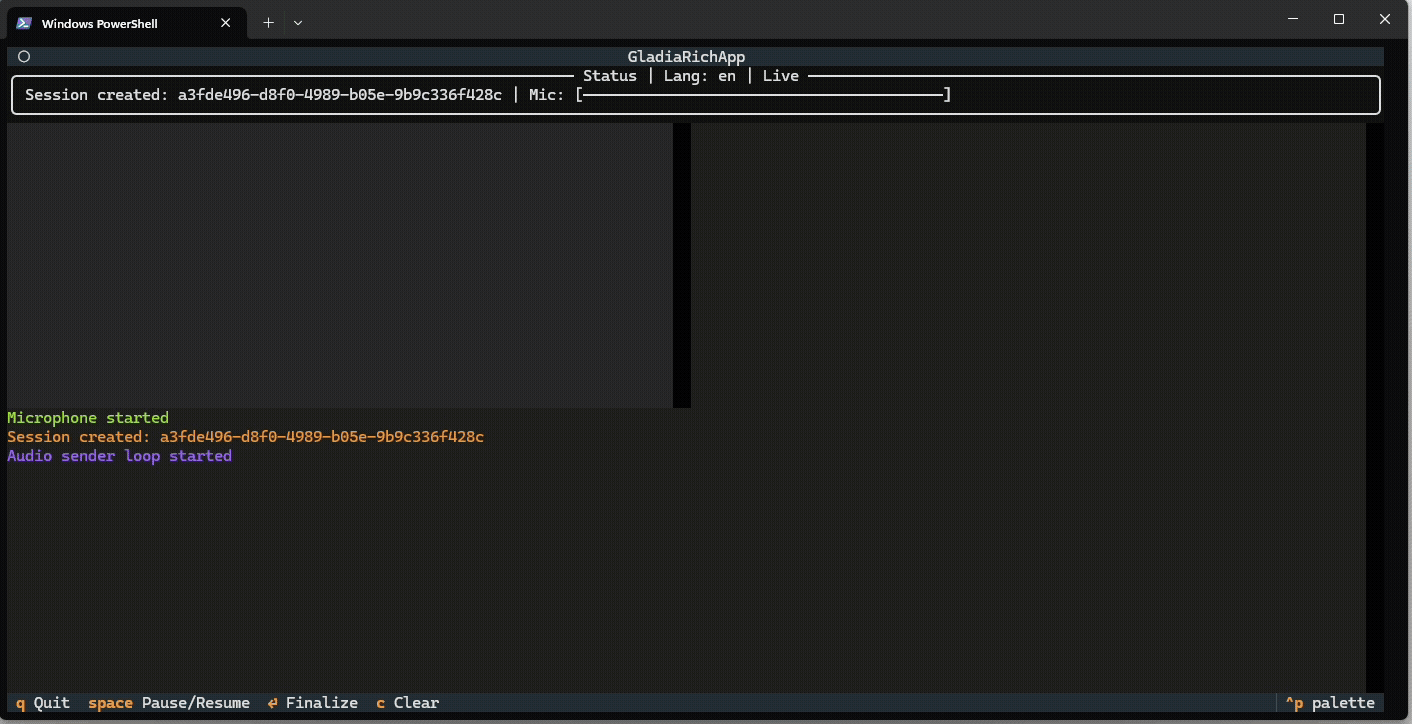 Windows PowerShell
GladiaRichApp
Status | Lang: en | Live
Session created: a3fde496-d8f0-4989-b05e-9b9c336f428c | Mic: [────────────────────────────────────────]
Microphone started
Session created: a3fde496-d8f0-4989-b05e-9b9c336f428c
Audio sender loop started
q Quit space Pause/Resume ⏎ Finalize c Clear ^p palette